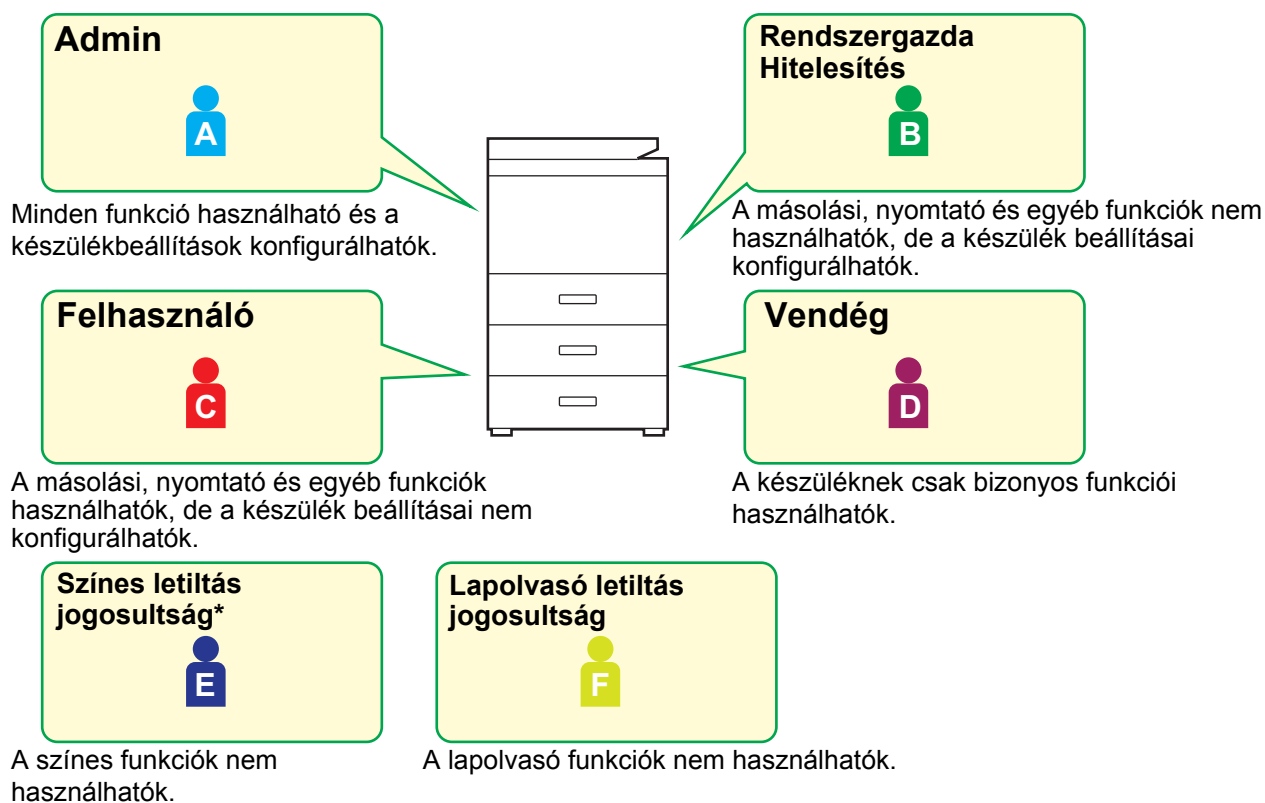 Admin
A
Minden funkció használható és a
készülékbeállítások konfigurálhatók.
Rendszergazda
Hitelesítés
B
A másolási, nyomtató és egyéb funkciók nem
használhatók, de a készülék beállításai
konfigurálhatók.
Felhasználó
C
A másolási, nyomtató és egyéb funkciók
használhatók, de a készülék beállításai nem
konfigurálhatók.
Vendég
D
A készüléknek csak bizonyos funkciói
használhatók.
Színes letiltás
jogosultság*
E
A színes funkciók nem
használhatók.
Lapolvasó letiltás
jogosultság
F
A lapolvasó funkciók nem használhatók.